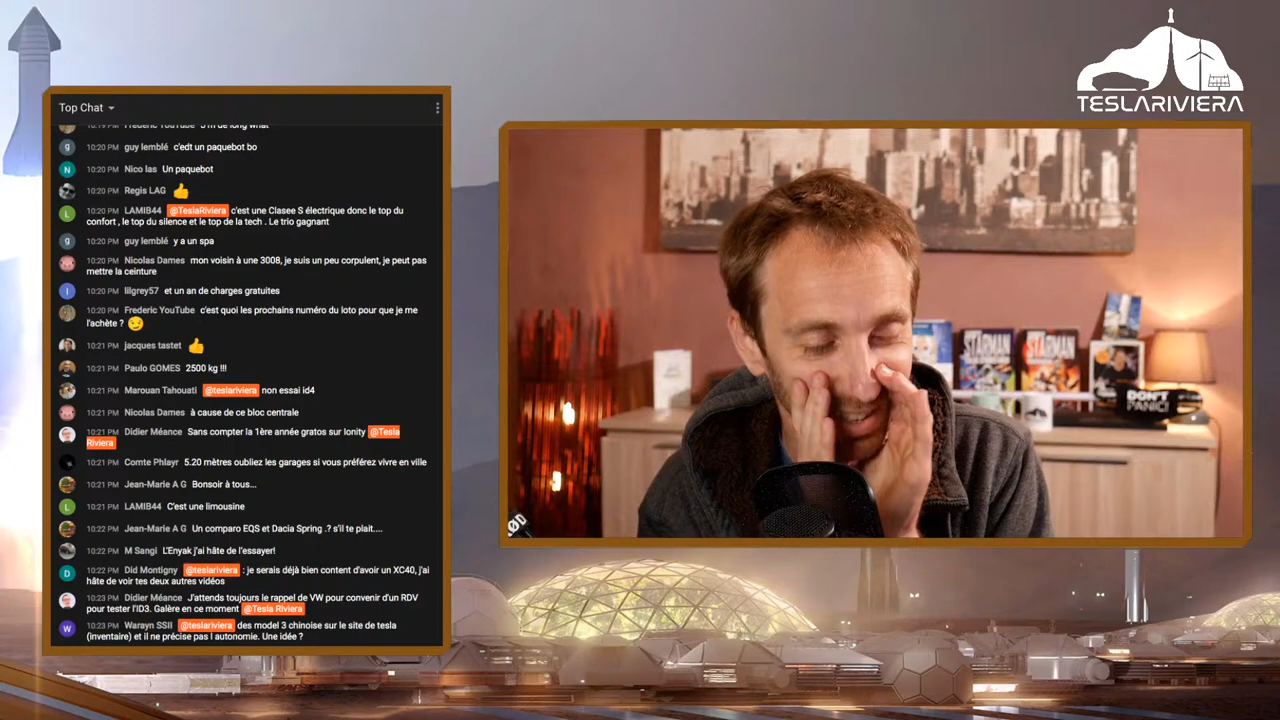 TESLARIVIERA
Top Chat
10:19 PM Frederic YouTube 5 m de long what
10:20 PM guy lemblé c'edt un paquebot bo
10:20 PM Nico las Un paquebot
10:20 PM Regis LAG 👍
10:20 PM LAMIB44 @TeslaRiviera c'est une Clasee S électrique donc le top du
confort , le top du silence et le top de la tech . Le trio gagnant
10:20 PM guy lemblé y a un spa
10:20 PM Nicolas Dames mon voisin à une 3008, je suis un peu corpulent, je peut pas
mettre la ceinture
10:20 PM lilgrey57 et un an de charges gratuites
10:20 PM Frederic YouTube c'est quoi les prochains numéro du loto pour que je me
l'achète ? 😏
10:21 PM jacques tastet 👍
10:21 PM Paulo GOMES 2500 kg !!!
10:21 PM Marouan Tahouati @teslariviera non essai id4
10:21 PM Nicolas Dames à cause de ce bloc centrale
10:21 PM Didier Méance Sans compter la 1ère année gratos sur Ionity @Tesla
Riviera
10:21 PM Comte Phlayr 5.20 mètres oubliez les garages si vous préférez vivre en ville
10:21 PM Jean-Marie A G Bonsoir à tous...
10:21 PM LAMIB44 C'est une limousine
10:22 PM Jean-Marie A G Un comparo EQS et Dacia Spring .? s'il te plait....
10:22 PM M Sangi L'Enyak j'ai hâte de l'essayer!
10:22 PM Did Montigny @teslariviera : je serais déjà bien content d'avoir un XC40, j'ai
hâte de voir tes deux autres vidéos
10:23 PM Didier Méance J'attends toujours le rappel de VW pour convenir d'un RDV
pour tester l'ID3. Galère en ce moment @Tesla Riviera
10:23 PM Warayn SSII @teslariviera des model 3 chinoise sur le site de tesla
(inventaire) et il ne précise pas l autonomie. Une idée ?
STARMAN
STARMAN
DON'T
PANIC!
RØD